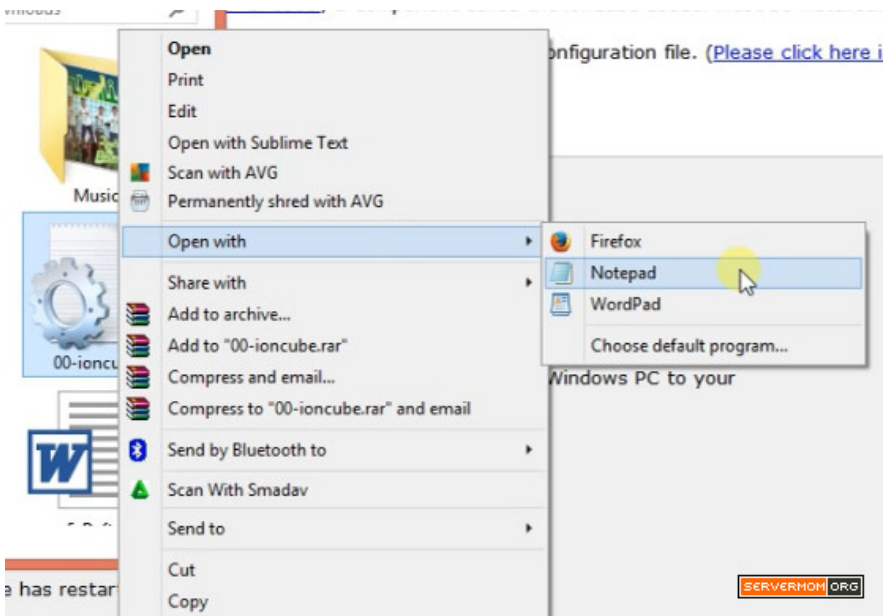 Open
onfiguration file. (Please click here i
Print
Edit
Open with Sublime Text
Scan with AVG
Music
Permanently shred with AVG
Open with
Firefox
Notepad
Share with
WordPad
Add to archive...
Add to "00-ioncube.rar"
Choose default program...
00-ioncu
Compress and email...
Windows PC to your
Compress to "00-ioncube.rar" and email
W
Send by Bluetooth to
Scan With Smadav
Send to
Cut
e has restar
Copy
SERVERMOM ORG